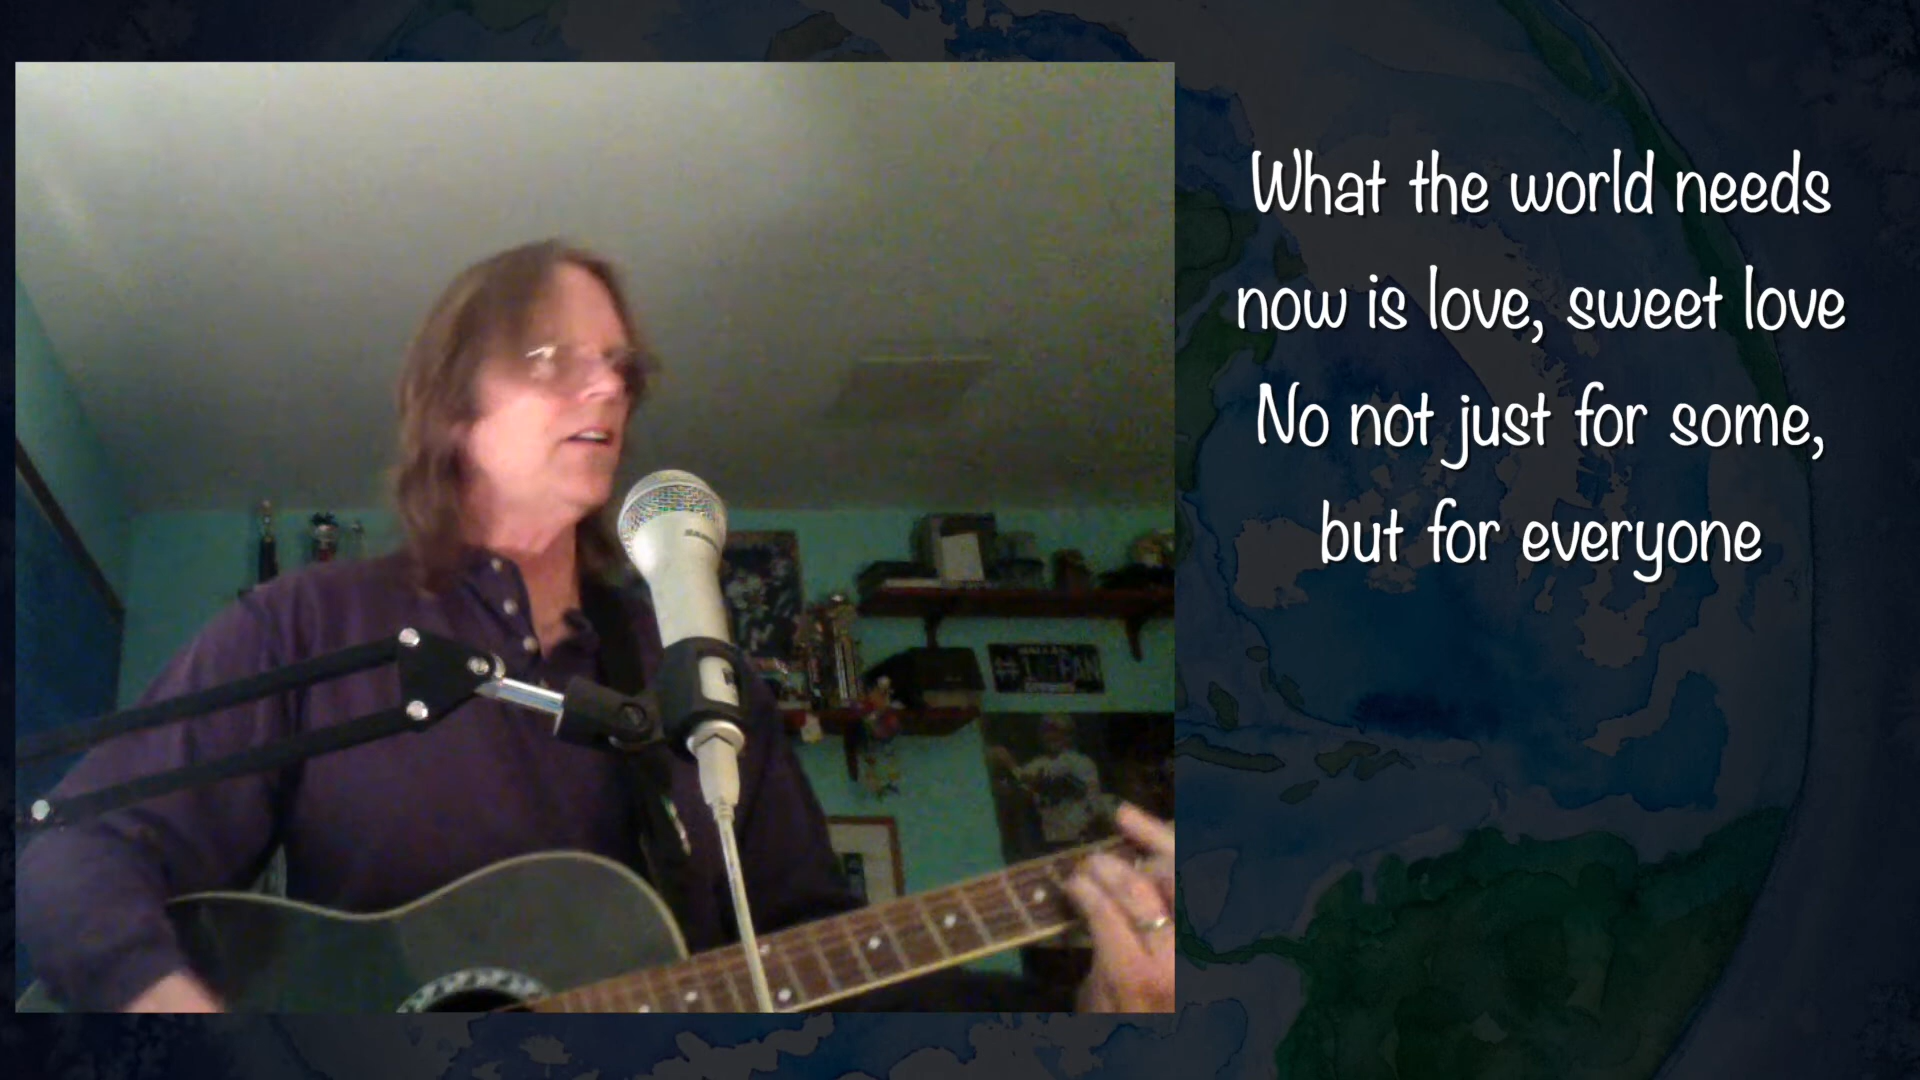 What the world needs
now is love, sweet love
No not just for some,
but for everyone